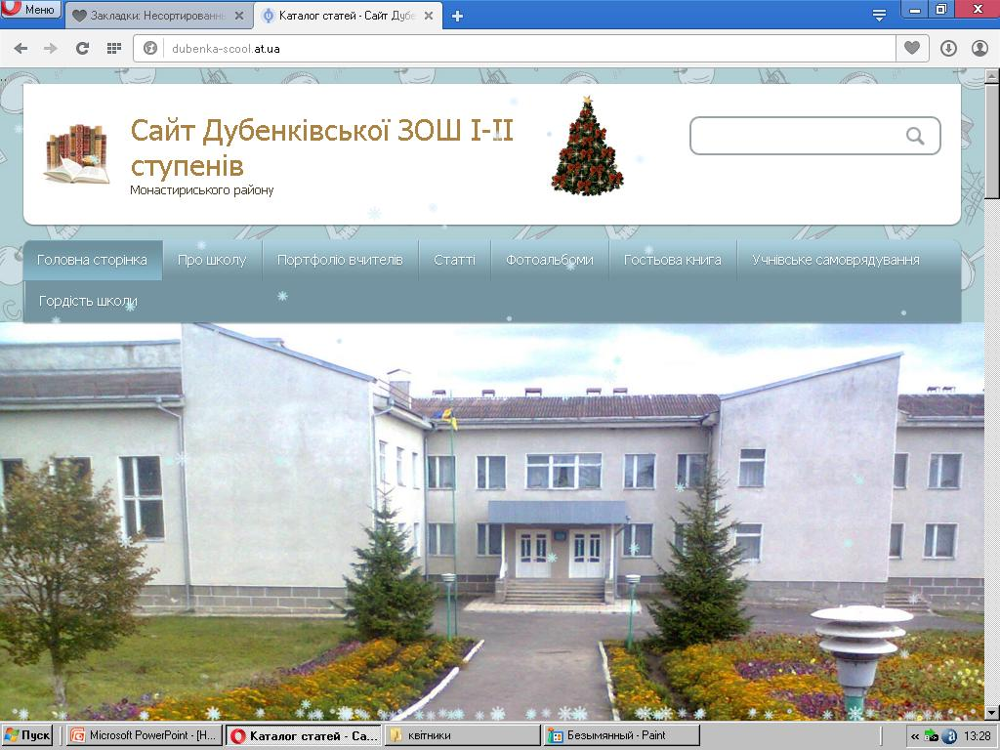 Меню
Закладки: Несортированны
Каталог статей - Сайт Дубе
dubenka-scool.at.ua
Сайт Дубенківської ЗОШ І-ІІ
ступенів
Монастириського району
Головна сторінка
Про школу
Портфоліо вчителів
Статті
Фотоальбоми
Гостьова книга
Учнівське самоврядування
Гордість школи
Пуск
Microsoft PowerPoint - [Н...
Каталог статей - Са...
квітники
Безымянный - Paint
13:28